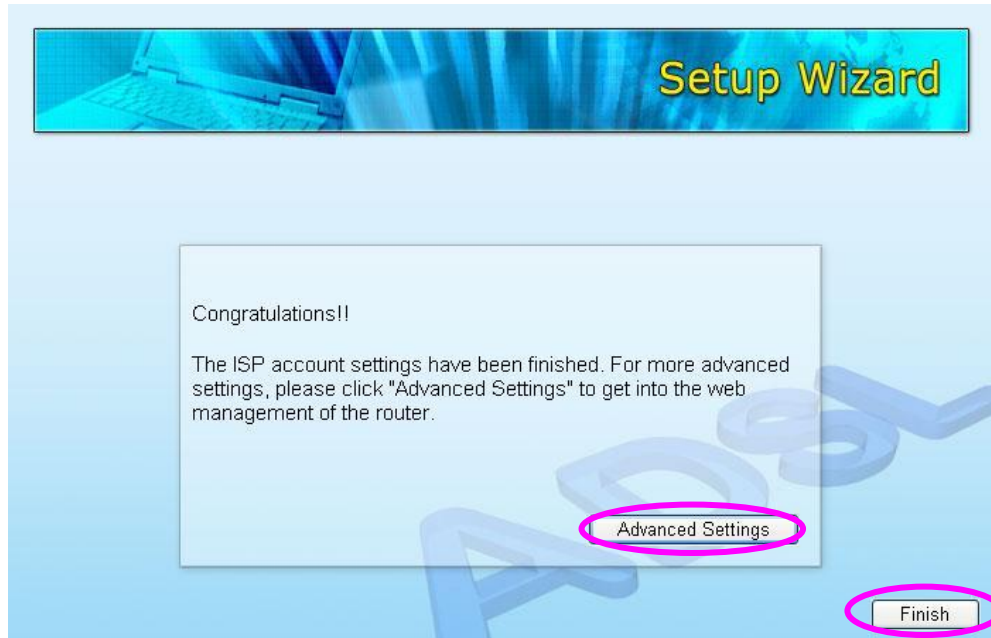 Setup Wizard
Congratulations!!
The ISP account settings have been finished. For more advanced
settings, please click "Advanced Settings" to get into the web
management of the router.
ADSL
Advanced Settings
Finish